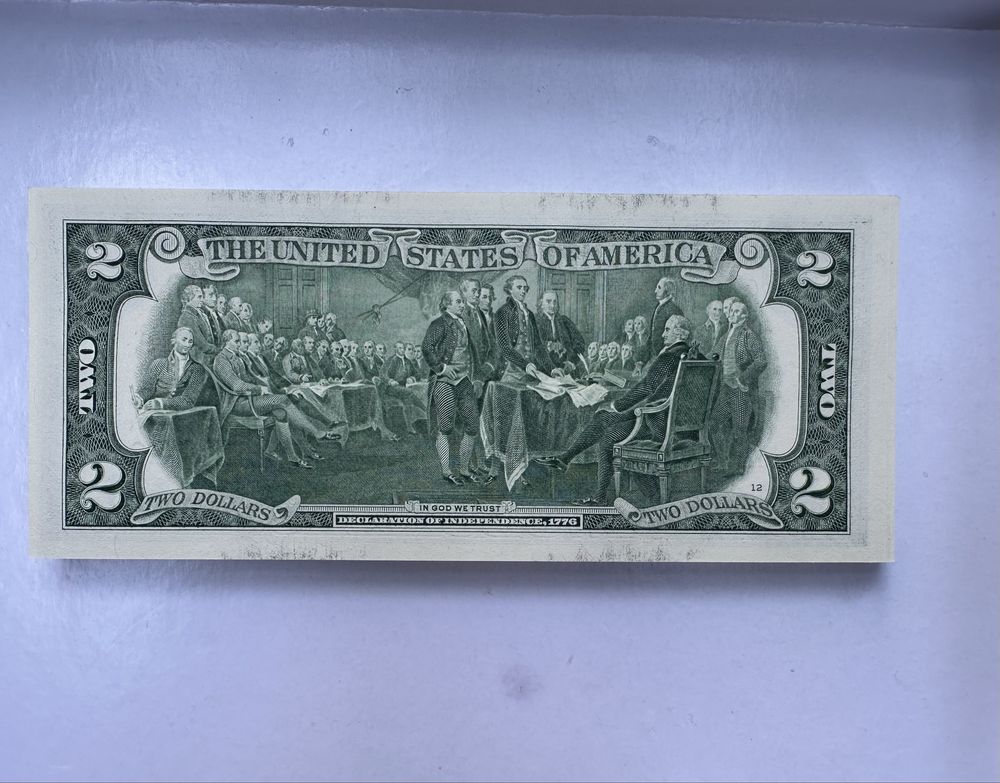 THE UNITED STATES OF AMERICA
2
2
TWO
TWO
2
2
12
TWO DOLLARS
IN GOD WE TRUST
TWO DOLLARS
DECLARATION OF INDEPENDENCE, 1776